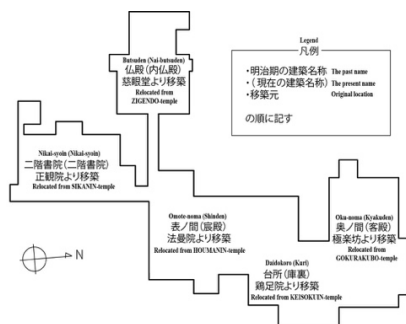 Butsuden (Nai-butsuden)
仏殿（内仏殿）
慈眼堂より移築
Relocated from
ZIGENDO-temple
Legend
凡例
・明治期の建築名称 The past name
・（現在の建築名称） The present name
・移築元 Original location
の順に記す
Nikai-syoin (Nikai-syoin)
二階書院（二階書院）
正観院より移築
Relocated from SIKANIN-temple
Omote-noma (Shinden)
表ノ間（宸殿）
法曼院より移築
Relocated from HOUMANIN-temple
Oku-noma (Kyakuden)
奥ノ間（客殿）
極楽坊より移築
Relocated from
GOKURAKUBO-temple
Daidokoro (Kuri)
台所（庫裏）
鶏足院より移築
Relocated from KEISOKUIN-temple
N